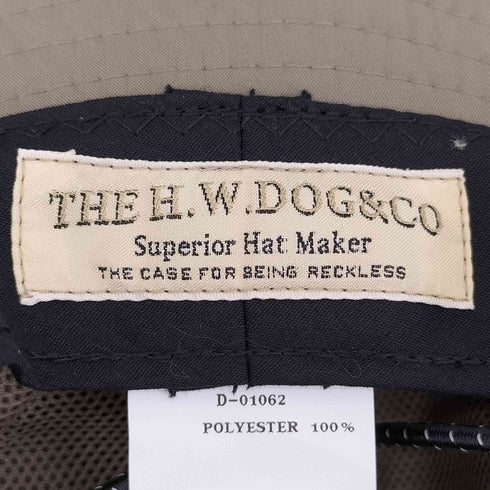 THE H.W.DOG&CO
Superior Hat Maker
THE CASE FOR BEING RECKLESS
D-01062
POLYESTER 100%